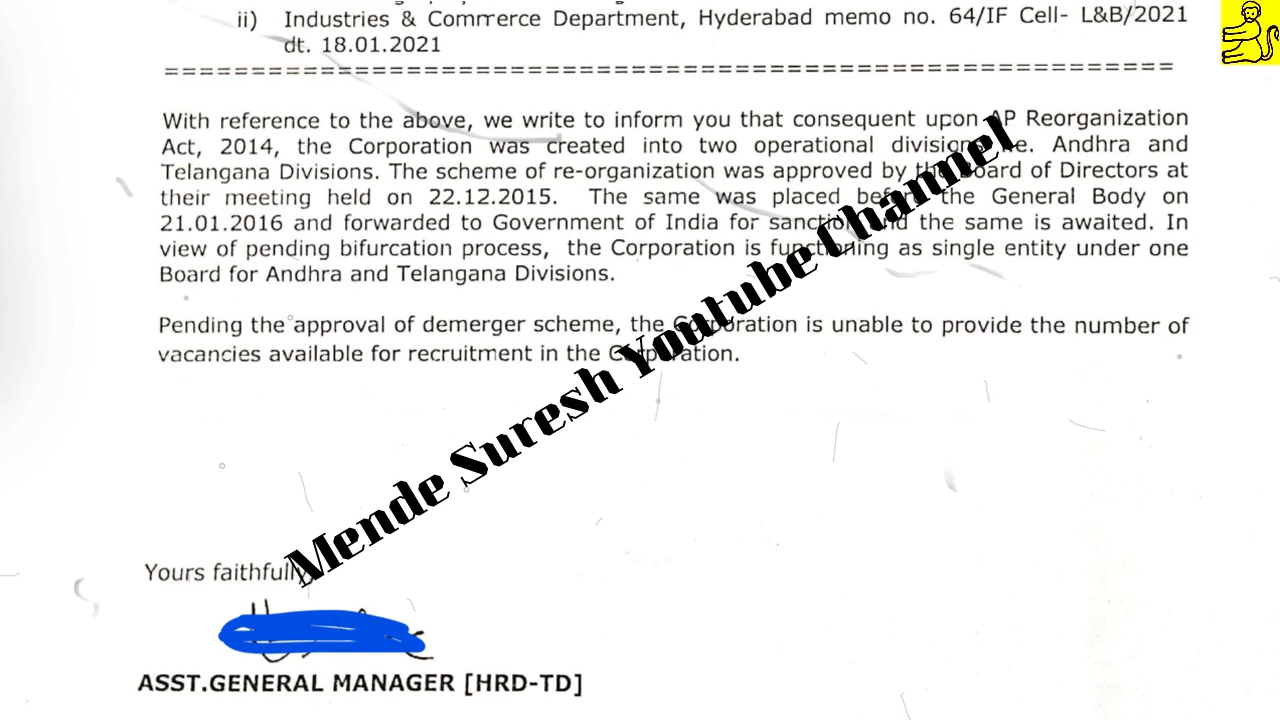 ii) Industries & Commerce Department, Hyderabad memo no. 64/IF Cell- L&B/2021
dt. 18.01.2021
With reference to the above, we write to inform you that consequent upon AP Reorganization
Act, 2014, the Corporation was created into two operational divisions i.e. Andhra and
Telangana Divisions. The scheme of re-organization was approved by the Board of Directors at
their meeting held on 22.12.2015. The same was placed before the General Body on
21.01.2016 and forwarded to Government of India for sanction and the same is awaited. In
view of pending bifurcation process, the Corporation is functioning as single entity under one
Board for Andhra and Telangana Divisions.
Pending the approval of demerger scheme, the Corporation is unable to provide the number of
vacancies available for recruitment in the Corporation.
Mende Suresh Youtube Channel
Yours faithfully
ASST.GENERAL MANAGER [HRD-TD]